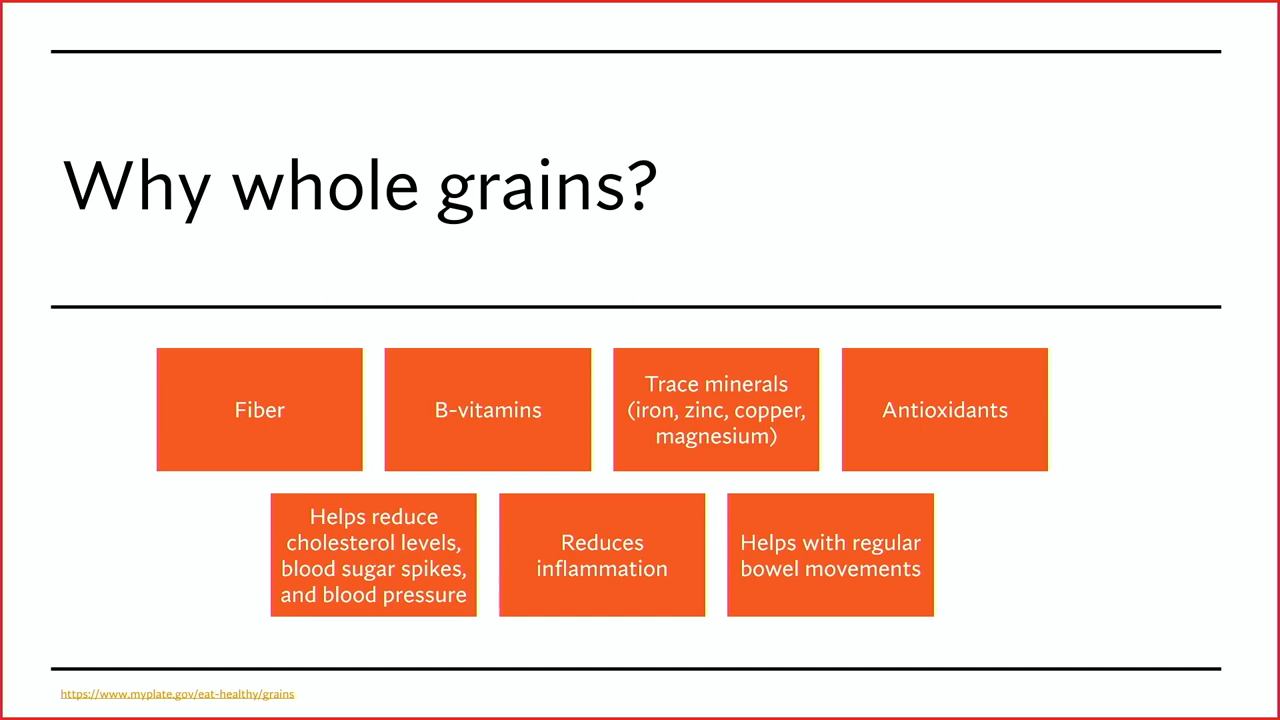 Why whole grains?
Fiber
B-vitamins
Trace minerals
(iron, zinc, copper,
magnesium)
Antioxidants
Helps reduce
cholesterol levels,
blood sugar spikes,
and blood pressure
Reduces
inflammation
Helps with regular
bowel movements
https://www.myplate.gov/eat-healthy/grains